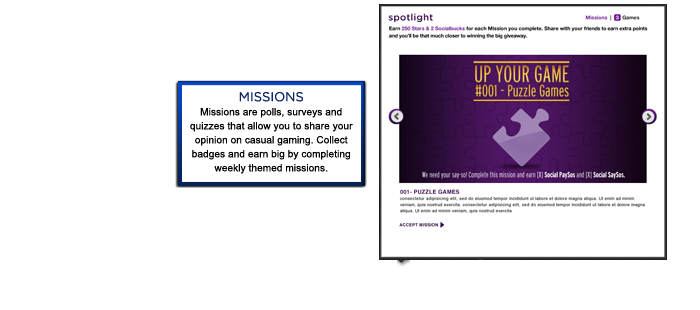 MISSIONS
Missions are polls, surveys and
quizzes that allow you to share your
opinion on casual gaming. Collect
badges and earn big by completing
weekly themed missions.
spotlight
Missions | 2 Games
Earn 250 Stars & 2 Socialbucks for each Mission you complete. Share with your friends to earn extra points
and you'll be that much closer to winning the big giveaway.
UP YOUR GAME
#001 - Puzzle Games
We need your say-so! Complete this mission and earn [X] Social PaySos and [X] Social SaySos.
001- PUZZLE GAMES
consectetur adipisicing elit, sed do eiusmod tempor incididunt ut labore et dolore magna aliqua. Ut enim ad minim
veniam, quis nostrud exercite. consectetur adipisicing elit, sed do eiusmod tempor incididunt ut labore et dolore magna
aliqua. Ut enim ad minim veniam, quis nostrud exercite
ACCEPT MISSION